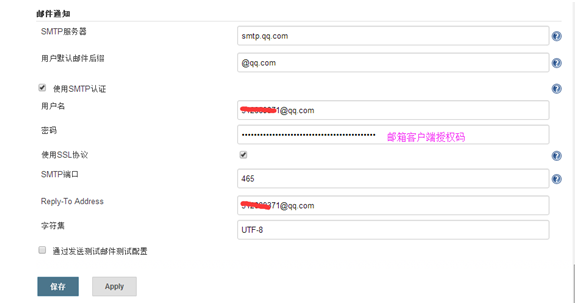 邮件通知
SMTP服务器
smtp.qq.com
用户默认邮件后缀
@qq.com
使用SMTP认证
用户名
371@qq.com
密码
邮箱客户端授权码
使用SSL协议
SMTP端口
465
Reply-To Address
371@qq.com
字符集
UTF-8
通过发送测试邮件测试配置
保存 Apply